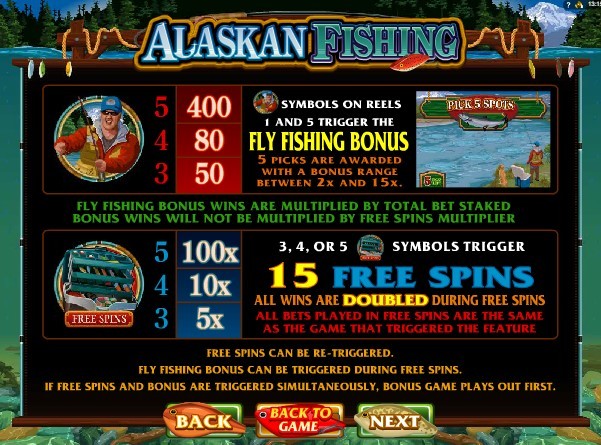 ? 13:15
ALASKAN FISHING
5 400
4 80
3 50
SYMBOLS ON REELS
1 AND 5 TRIGGER THE
FLY FISHING BONUS
5 PICKS ARE AWARDED
WITH A BONUS RANGE
BETWEEN 2x AND 15x.
PICK 5 SPOTS
FLY FISHING BONUS WINS ARE MULTIPLIED BY TOTAL BET STAKED
BONUS WINS WILL NOT BE MULTIPLIED BY FREE SPINS MULTIPLIER
FREE SPINS
5 100x
4 10x
3 5x
3, 4, OR 5 SYMBOLS TRIGGER
15 FREE SPINS
ALL WINS ARE DOUBLED DURING FREE SPINS
ALL BETS PLAYED IN FREE SPINS ARE THE SAME
AS THE GAME THAT TRIGGERED THE FEATURE
FREE SPINS CAN BE RE-TRIGGERED.
FLY FISHING BONUS CAN BE TRIGGERED DURING FREE SPINS.
IF FREE SPINS AND BONUS ARE TRIGGERED SIMULTANEOUSLY, BONUS GAME PLAYS OUT FIRST.
BACK
BACK TO
GAME
NEXT